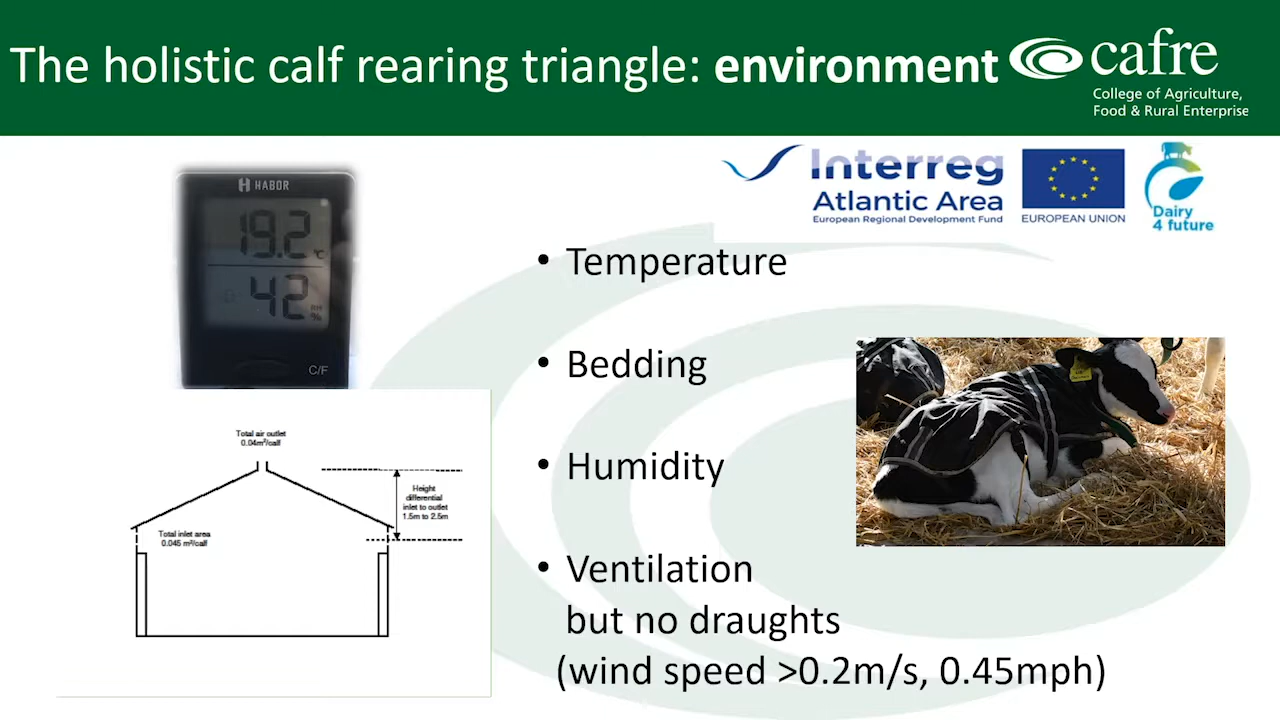 The holistic calf rearing triangle: environment
cafre
College of Agriculture,
Food & Rural Enterprise
Interreg
Atlantic Area
European Regional Development Fund
EUROPEAN UNION
Dairy
4 future
HABOR
19.2 °C
42 RH
%
C/F
• Temperature
• Bedding
• Humidity
• Ventilation
but no draughts
(wind speed >0.2m/s, 0.45mph)
Total air outlet
0.04m²/calf
Height
differential
inlet to outlet
1.5m to 2.5m
Total inlet area
0.045 m²/calf